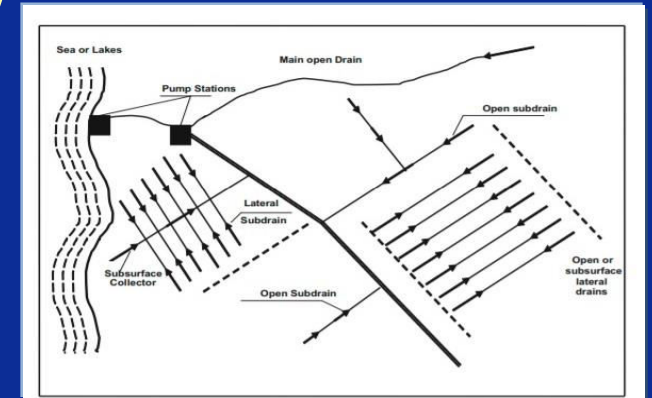 Sea or Lakes
Main open Drain
Pump Stations
Open subdrain
Lateral
Subdrain
Subsurface
Collector
Open Subdrain
Open or
subsurface
lateral
drains